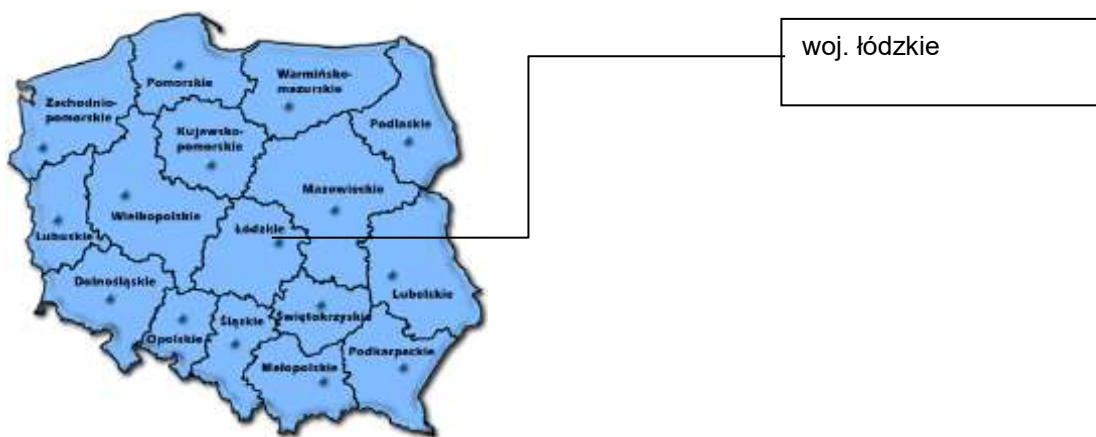 woj. łódzkie
Pomorskie
Warmińsko-
mazurskie
Zachodnio-
pomorskie
Podlaskie
Kujawsko-
pomorskie
Mazowieckie
Wielkopolskie
Łódzkie
Lubuskie
Dolnośląskie
Lubelskie
Opolskie
Śląskie
Świętokrzyskie
Małopolskie
Podkarpackie